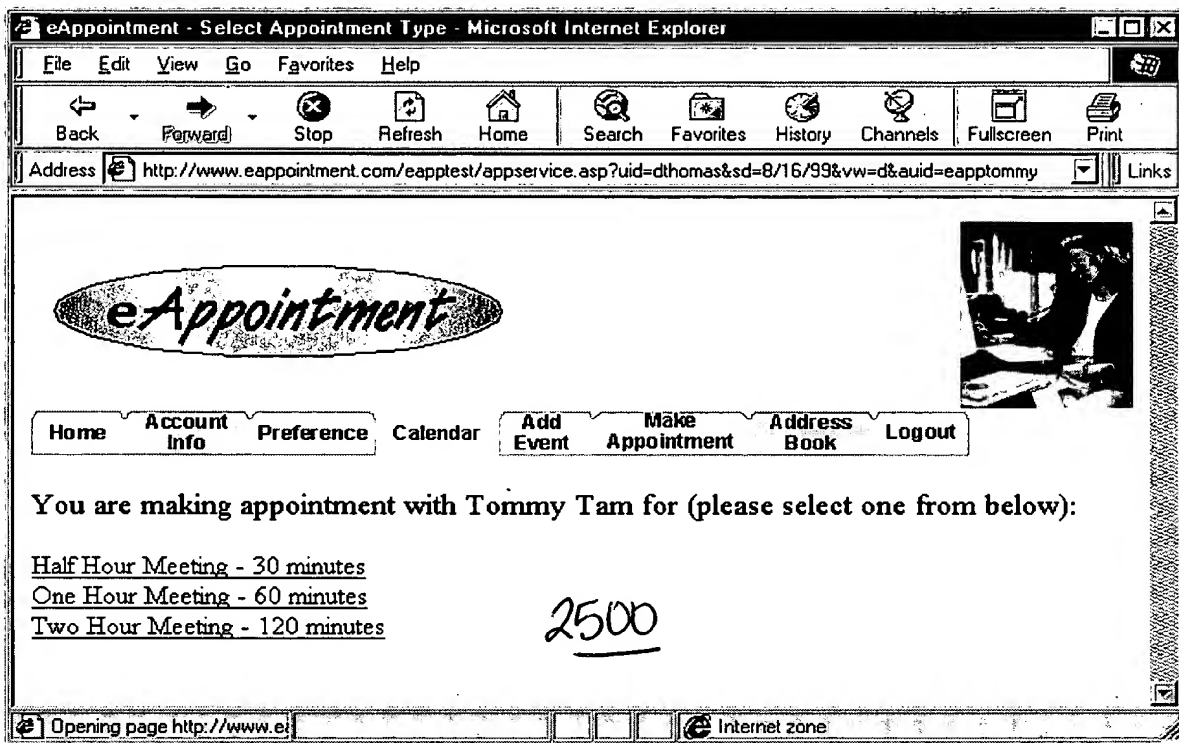 eAppointment - Select Appointment Type - Microsoft Internet Explorer
File Edit View Go Favorites Help
Back Forward Stop Refresh Home Search Favorites History Channels Fullscreen Print
Address http://www.eappointment.com/eapptest/appservice.asp?uid=dthomas&sd=8/16/99&vw=d&auid=eapptommy Links
eAppointment
Home Account Info Preference Calendar Add Event Make Appointment Address Book Logout
You are making appointment with Tommy Tam for (please select one from below):
Half Hour Meeting - 30 minutes
One Hour Meeting - 60 minutes
Two Hour Meeting - 120 minutes
2500
Opening page http://www.e Internet zone